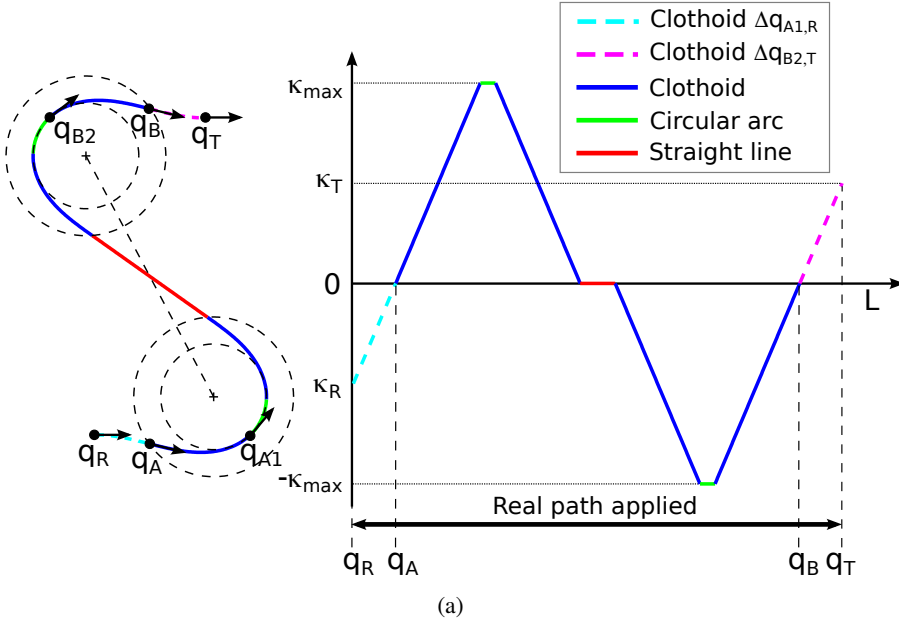 Clothoid Δq_A1,R
Clothoid Δq_B2,T
Clothoid
Circular arc
Straight line
q_B2
q_B
q_T
q_R
q_A
q_A1
κ_max
κ_T
0
L
κ_R
-κ_max
Real path applied
q_R
q_A
q_B
q_T
(a)